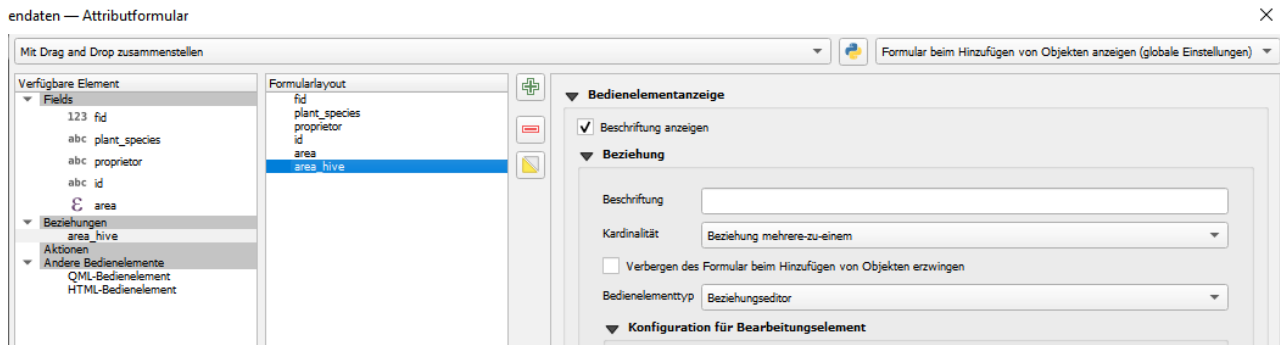 endaten — Attributformular
Mit Drag and Drop zusammenstellen
Formular beim Hinzufügen von Objekten anzeigen (globale Einstellungen)
Verfügbare Element
Fields
123 fid
abc plant_species
abc proprietor
abc id
ε area
Beziehungen
area_hive
Aktionen
Andere Bedienelemente
QML-Bedienelement
HTML-Bedienelement
Formularlayout
fid
plant_species
proprietor
id
area
area_hive
Bedienelementanzeige
Beschriftung anzeigen
Beziehung
Beschriftung
Kardinalität Beziehung mehrere-zu-einem
Verbergen des Formular beim Hinzufügen von Objekten erzwingen
Bedienelementtyp Beziehungseditor
Konfiguration für Bearbeitungselement